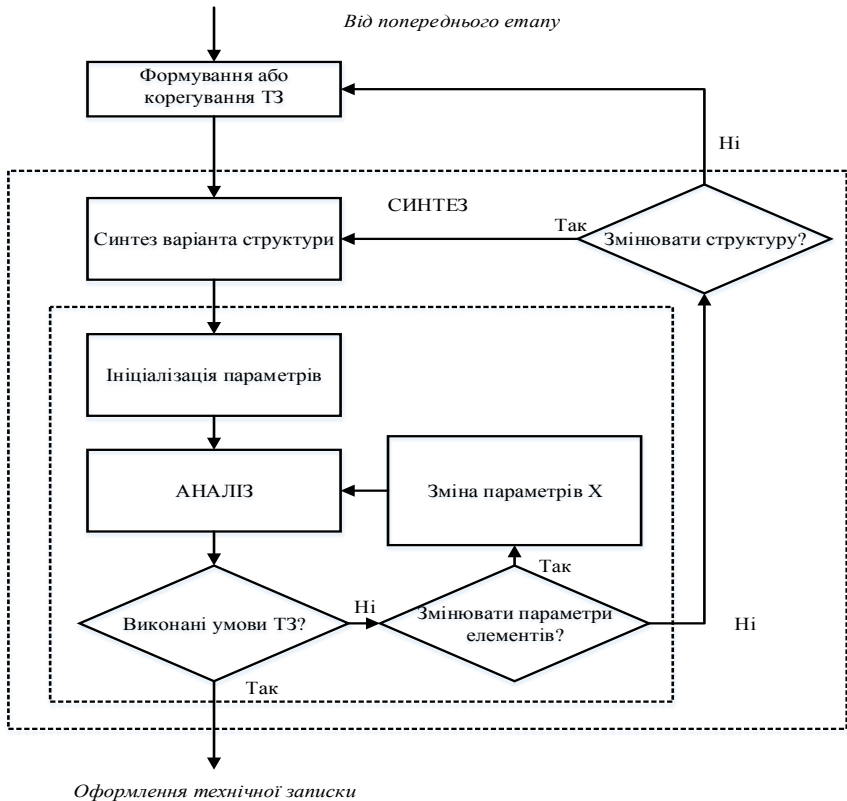 Від попереднього етапу
Формування або
корегування ТЗ
Ні
СИНТЕЗ
Так
Синтез варіанта структури
Змінювати структуру?
Ініціалізація параметрів
АНАЛІЗ
Зміна параметрів X
Так
Ні
Виконані умови ТЗ?
Змінювати параметри
елементів?
Ні
Так
Оформлення технічної записки